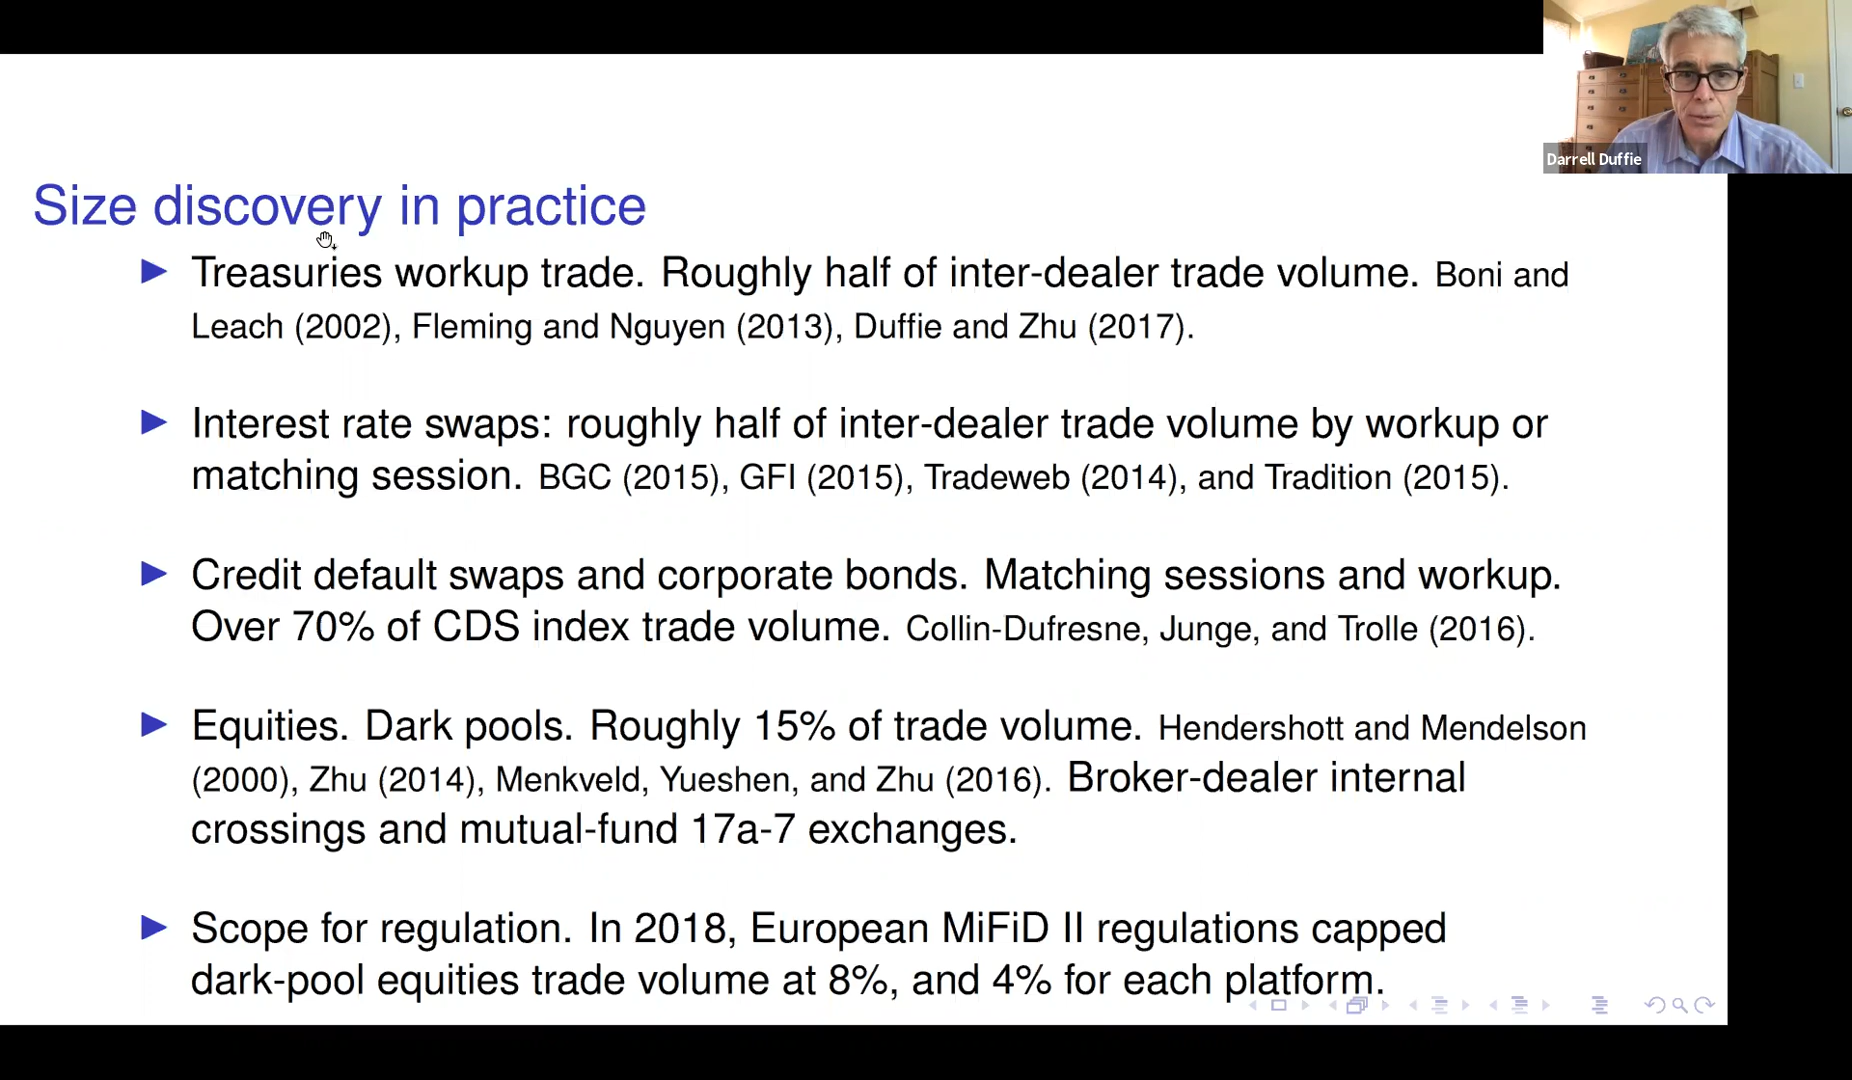 Darrell Duffie
Size discovery in practice
Treasuries workup trade. Roughly half of inter-dealer trade volume. Boni and
Leach (2002), Fleming and Nguyen (2013), Duffie and Zhu (2017).
Interest rate swaps: roughly half of inter-dealer trade volume by workup or
matching session. BGC (2015), GFI (2015), Tradeweb (2014), and Tradition (2015).
Credit default swaps and corporate bonds. Matching sessions and workup.
Over 70% of CDS index trade volume. Collin-Dufresne, Junge, and Trolle (2016).
Equities. Dark pools. Roughly 15% of trade volume. Hendershott and Mendelson
(2000), Zhu (2014), Menkveld, Yueshen, and Zhu (2016). Broker-dealer internal
crossings and mutual-fund 17a-7 exchanges.
Scope for regulation. In 2018, European MiFiD II regulations capped
dark-pool equities trade volume at 8%, and 4% for each platform.